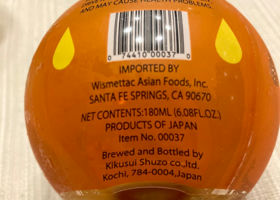 AND MAY CAUSE HEALTH PROBLEMS.
0 74410 00037 0
IMPORTED BY
Wismettac Asian Foods, Inc.
SANTA FE SPRINGS, CA 90670
NET CONTENTS:180ML (6.08FL.OZ.)
PRODUCTS OF JAPAN
Item No. 00037
Brewed and Bottled by
Kikusui Shuzo co.,ltd.
Kochi, 784-0004,Japan